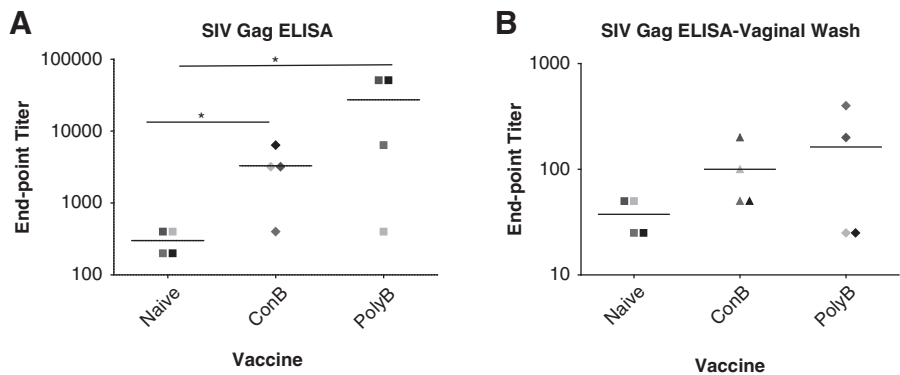 A
SIV Gag ELISA
100000
10000
1000
100
End-point Titer
*
*
Naive
ConB
PolyB
Vaccine
B
SIV Gag ELISA-Vaginal Wash
1000
100
10
End-point Titer
Naive
ConB
PolyB
Vaccine